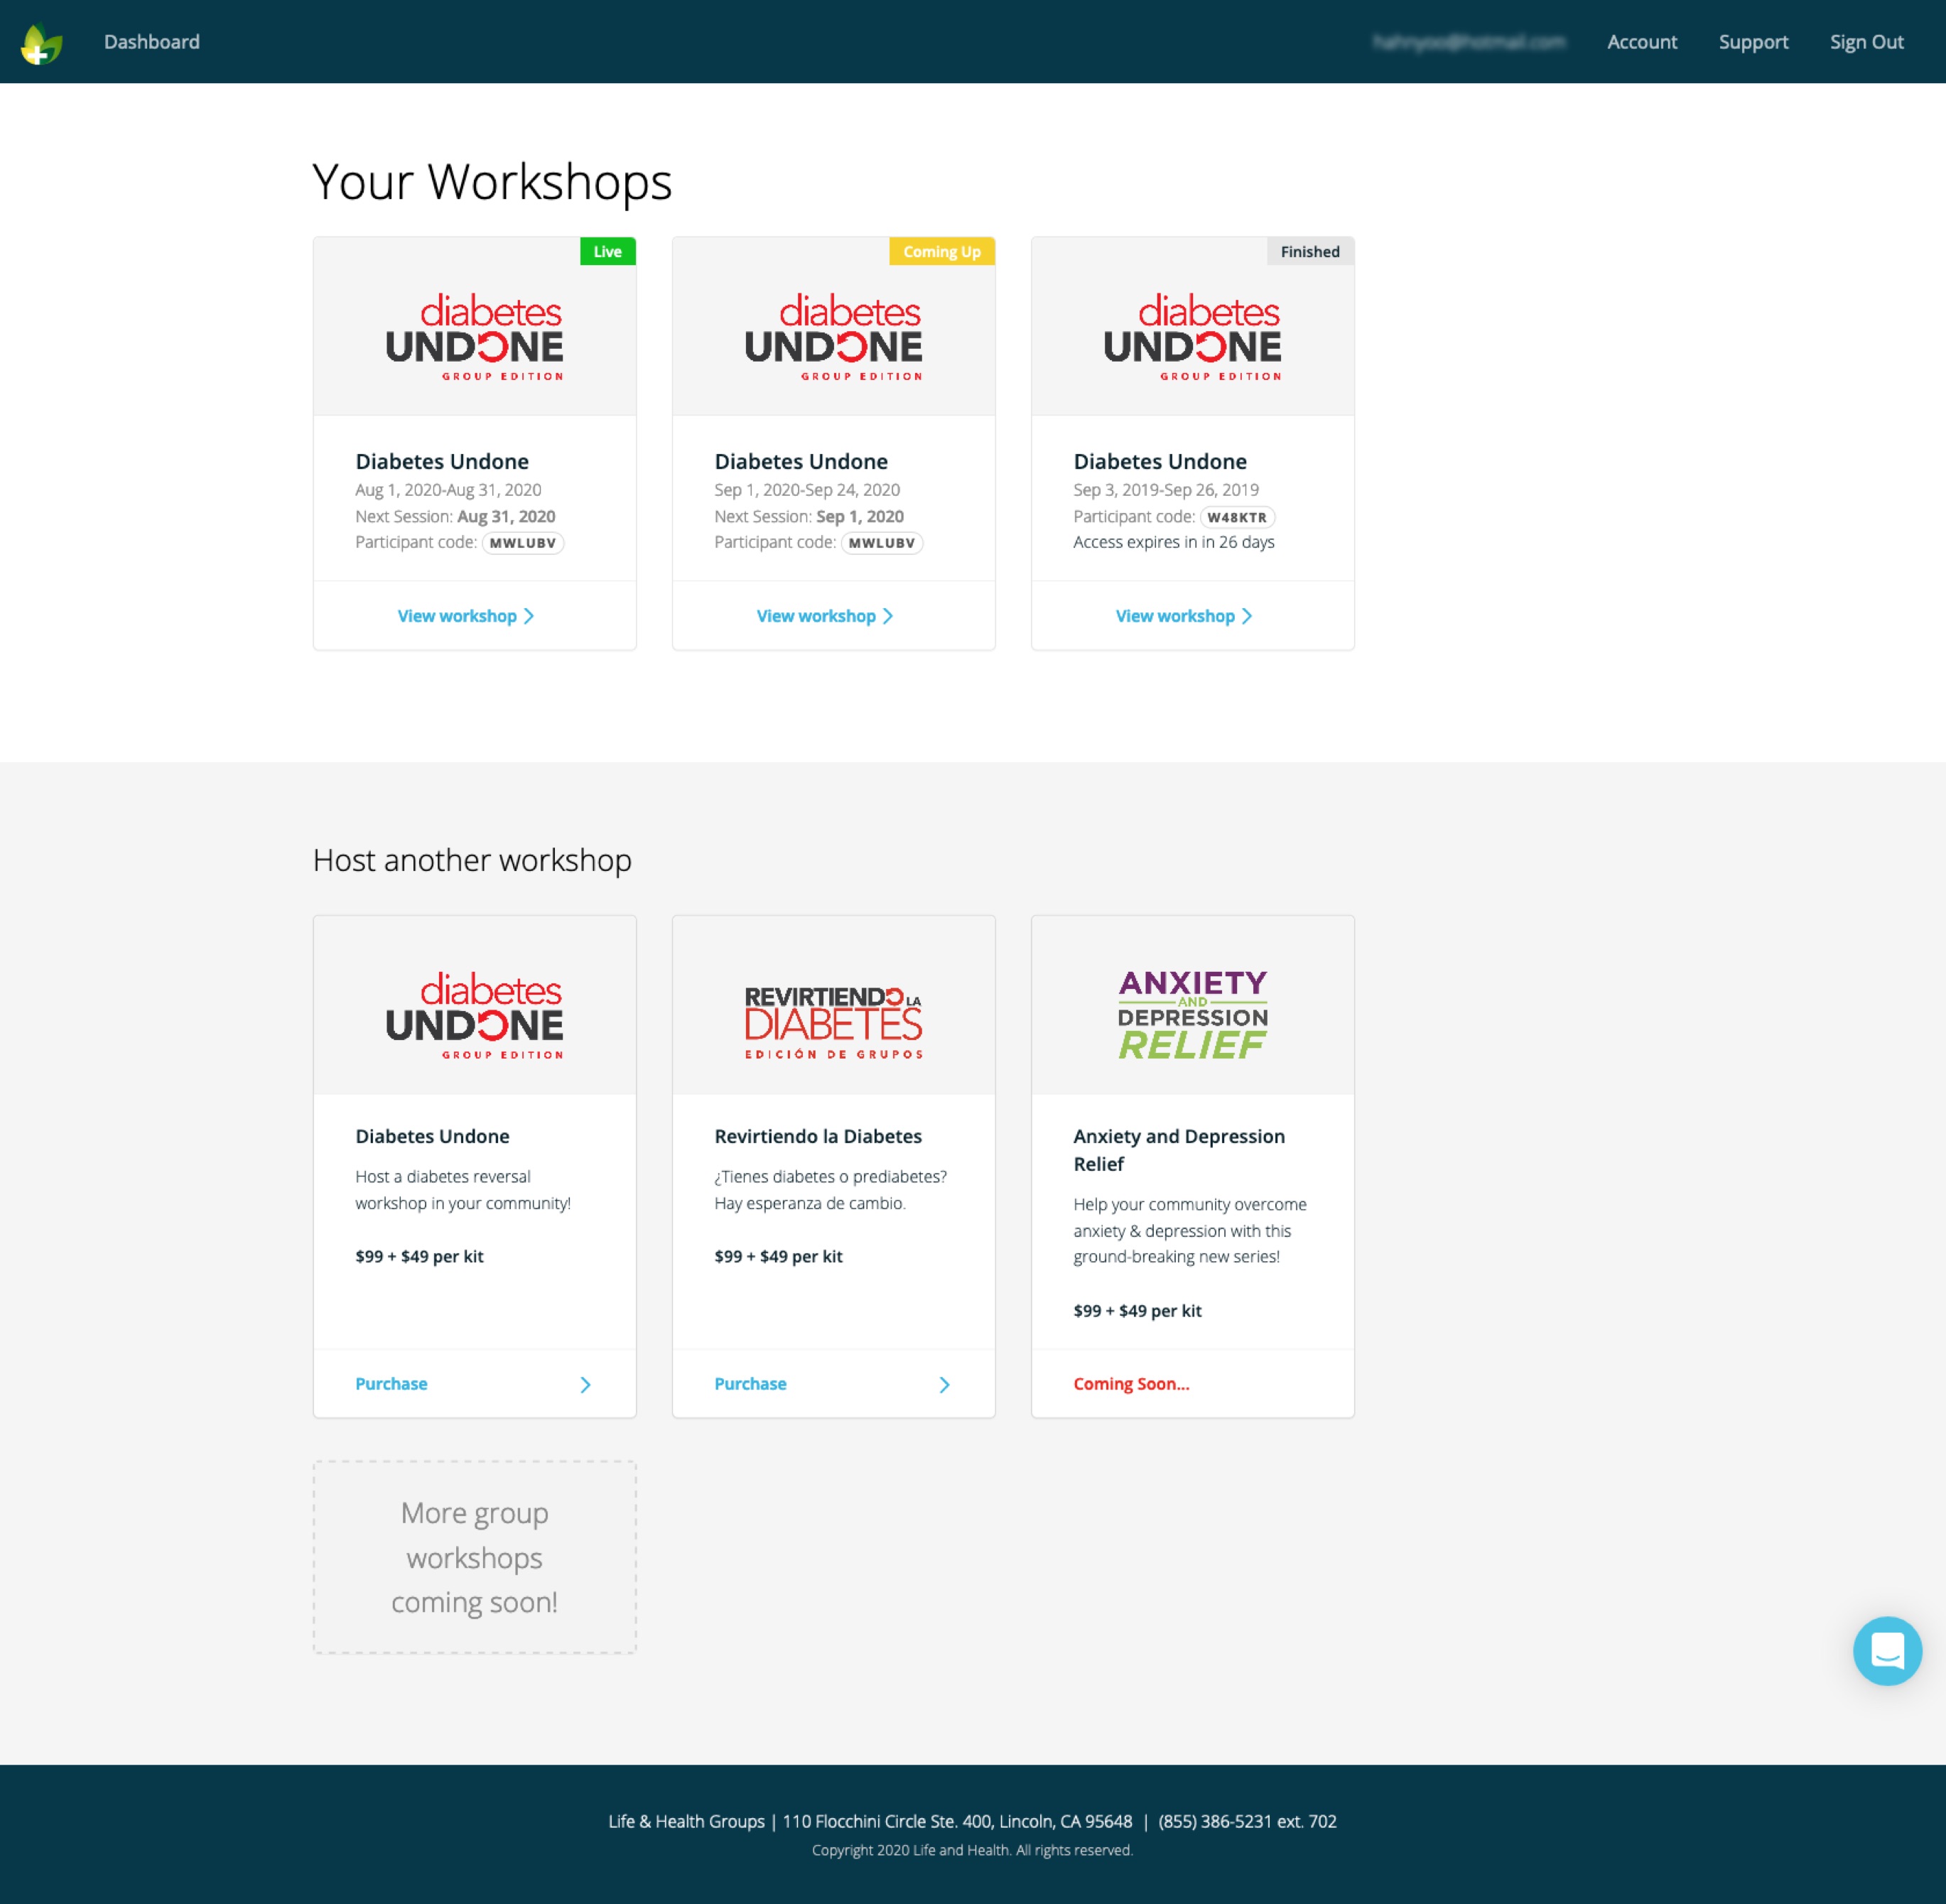 Dashboard
Account
Support
Sign Out
Your Workshops
Live
diabetes
UNDONE
GROUP EDITION
Diabetes Undone
Aug 1, 2020-Aug 31, 2020
Next Session: Aug 31, 2020
Participant code: MWLUBV
View workshop
Coming Up
diabetes
UNDONE
GROUP EDITION
Diabetes Undone
Sep 1, 2020-Sep 24, 2020
Next Session: Sep 1, 2020
Participant code: MWLUBV
View workshop
Finished
diabetes
UNDONE
GROUP EDITION
Diabetes Undone
Sep 3, 2019-Sep 26, 2019
Participant code: W48KTR
Access expires in in 26 days
View workshop
Host another workshop
diabetes
UNDONE
GROUP EDITION
Diabetes Undone
Host a diabetes reversal
workshop in your community!
$99 + $49 per kit
Purchase
REVIRTIENDO LA
DIABETES
EDICIÓN DE GRUPOS
Revirtiendo la Diabetes
¿Tienes diabetes o prediabetes?
Hay esperanza de cambio.
$99 + $49 per kit
Purchase
ANXIETY
AND
DEPRESSION
RELIEF
Anxiety and Depression
Relief
Help your community overcome
anxiety & depression with this
ground-breaking new series!
$99 + $49 per kit
Coming Soon...
More group
workshops
coming soon!
Life & Health Groups | 110 Flocchini Circle Ste. 400, Lincoln, CA 95648 | (855) 386-5231 ext. 702
Copyright 2020 Life and Health. All rights reserved.